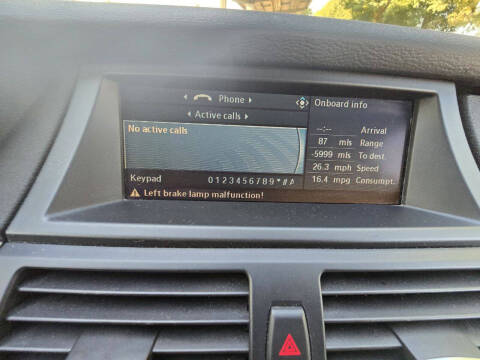 Phone
Active calls
No active calls
Keypad 0123456789*#
Left brake lamp malfunction!
Onboard info
--:-- Arrival
87 mls Range
-5999 mls To dest.
26.3 mph Speed
16.4 mpg Consumpt.